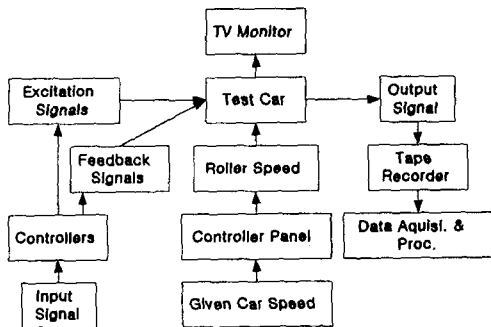 TV Monitor
Excitation
Signals
Test Car
Output
Signal
Feedback
Signals
Roller Speed
Tape
Recorder
Controllers
Controller Panel
Data Aquisi. &
Proc.
Input
Signal
Given Car Speed